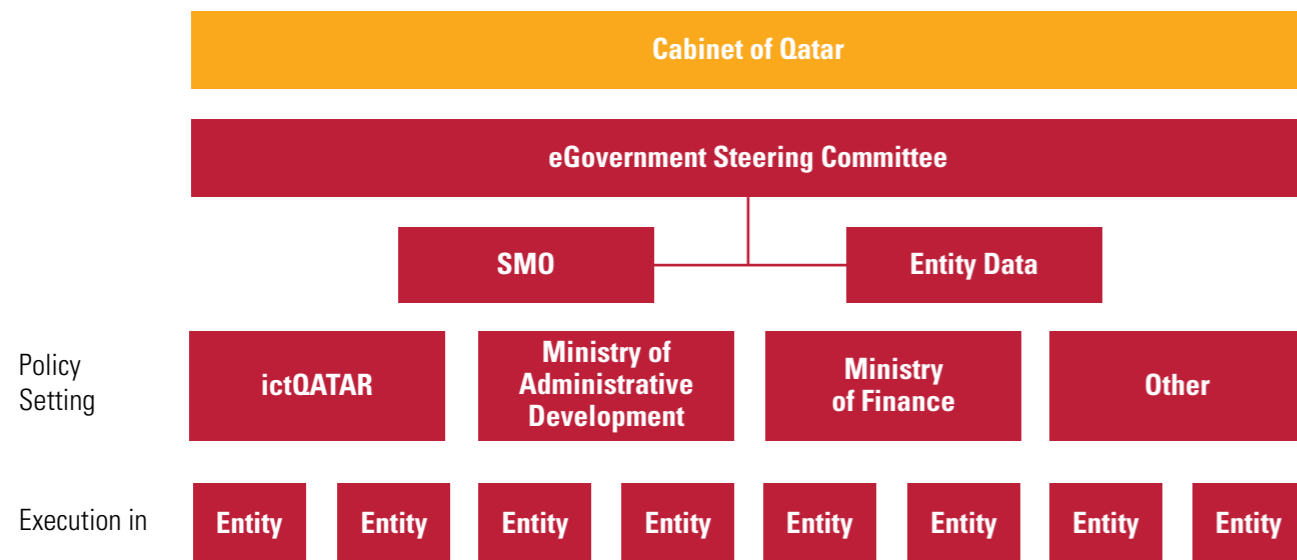 Cabinet of Qatar
eGovernment Steering Committee
SMO
Entity Data
Policy
Setting
ictQATAR
Ministry of
Administrative
Development
Ministry
of Finance
Other
Execution in
Entity
Entity
Entity
Entity
Entity
Entity
Entity
Entity